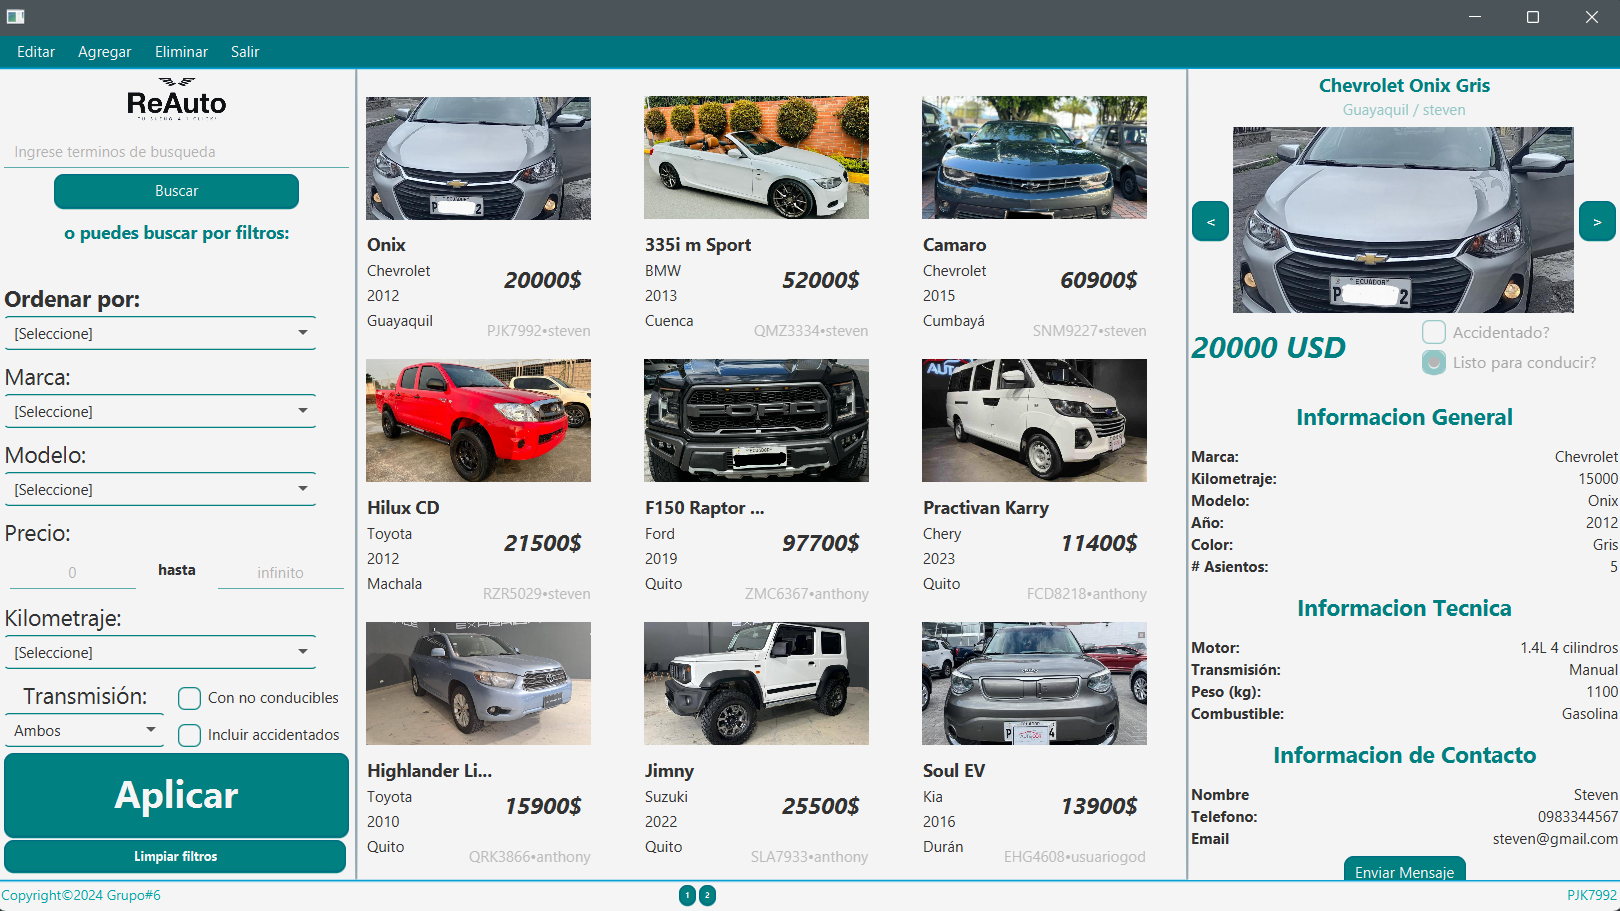 Editar Agregar Eliminar Salir
ReAuto
Ingrese terminos de busqueda
Buscar
o puedes buscar por filtros:
Ordenar por:
[Seleccione]
Marca:
[Seleccione]
Modelo:
[Seleccione]
Precio:
0 hasta infinito
Kilometraje:
[Seleccione]
Transmisión:
Ambos
Con no conducibles
Incluir accidentados
Aplicar
Limpiar filtros
Onix
Chevrolet
2012
Guayaquil
20000$
PJK7992•steven
335i m Sport
BMW
2013
Cuenca
52000$
QMZ3334•steven
Camaro
Chevrolet
2015
Cumbayá
60900$
SNM9227•steven
Hilux CD
Toyota
2012
Machala
21500$
RZR5029•steven
F150 Raptor ...
Ford
2019
Quito
97700$
ZMC6367•anthony
Practivan Karry
Chery
2023
Quito
11400$
FCD8218•anthony
Highlander Li...
Toyota
2010
Quito
15900$
QRK3866•anthony
Jimny
Suzuki
2022
Quito
25500$
SLA7933•anthony
Soul EV
Kia
2016
Durán
13900$
EHG4608•usuariogod
Chevrolet Onix Gris
Guayaquil / steven
<
>
ECUADOR
P 2
20000 USD
Accidentado?
Listo para conducir?
Informacion General
Marca: Chevrolet
Kilometraje: 15000
Modelo: Onix
Año: 2012
Color: Gris
# Asientos: 5
Informacion Tecnica
Motor: 1.4L 4 cilindros
Transmisión: Manual
Peso (kg): 1100
Combustible: Gasolina
Informacion de Contacto
Nombre Steven
Telefono: 0983344567
Email steven@gmail.com
Enviar Mensaje
Copyright©2024 Grupo#6
1 2
PJK7992